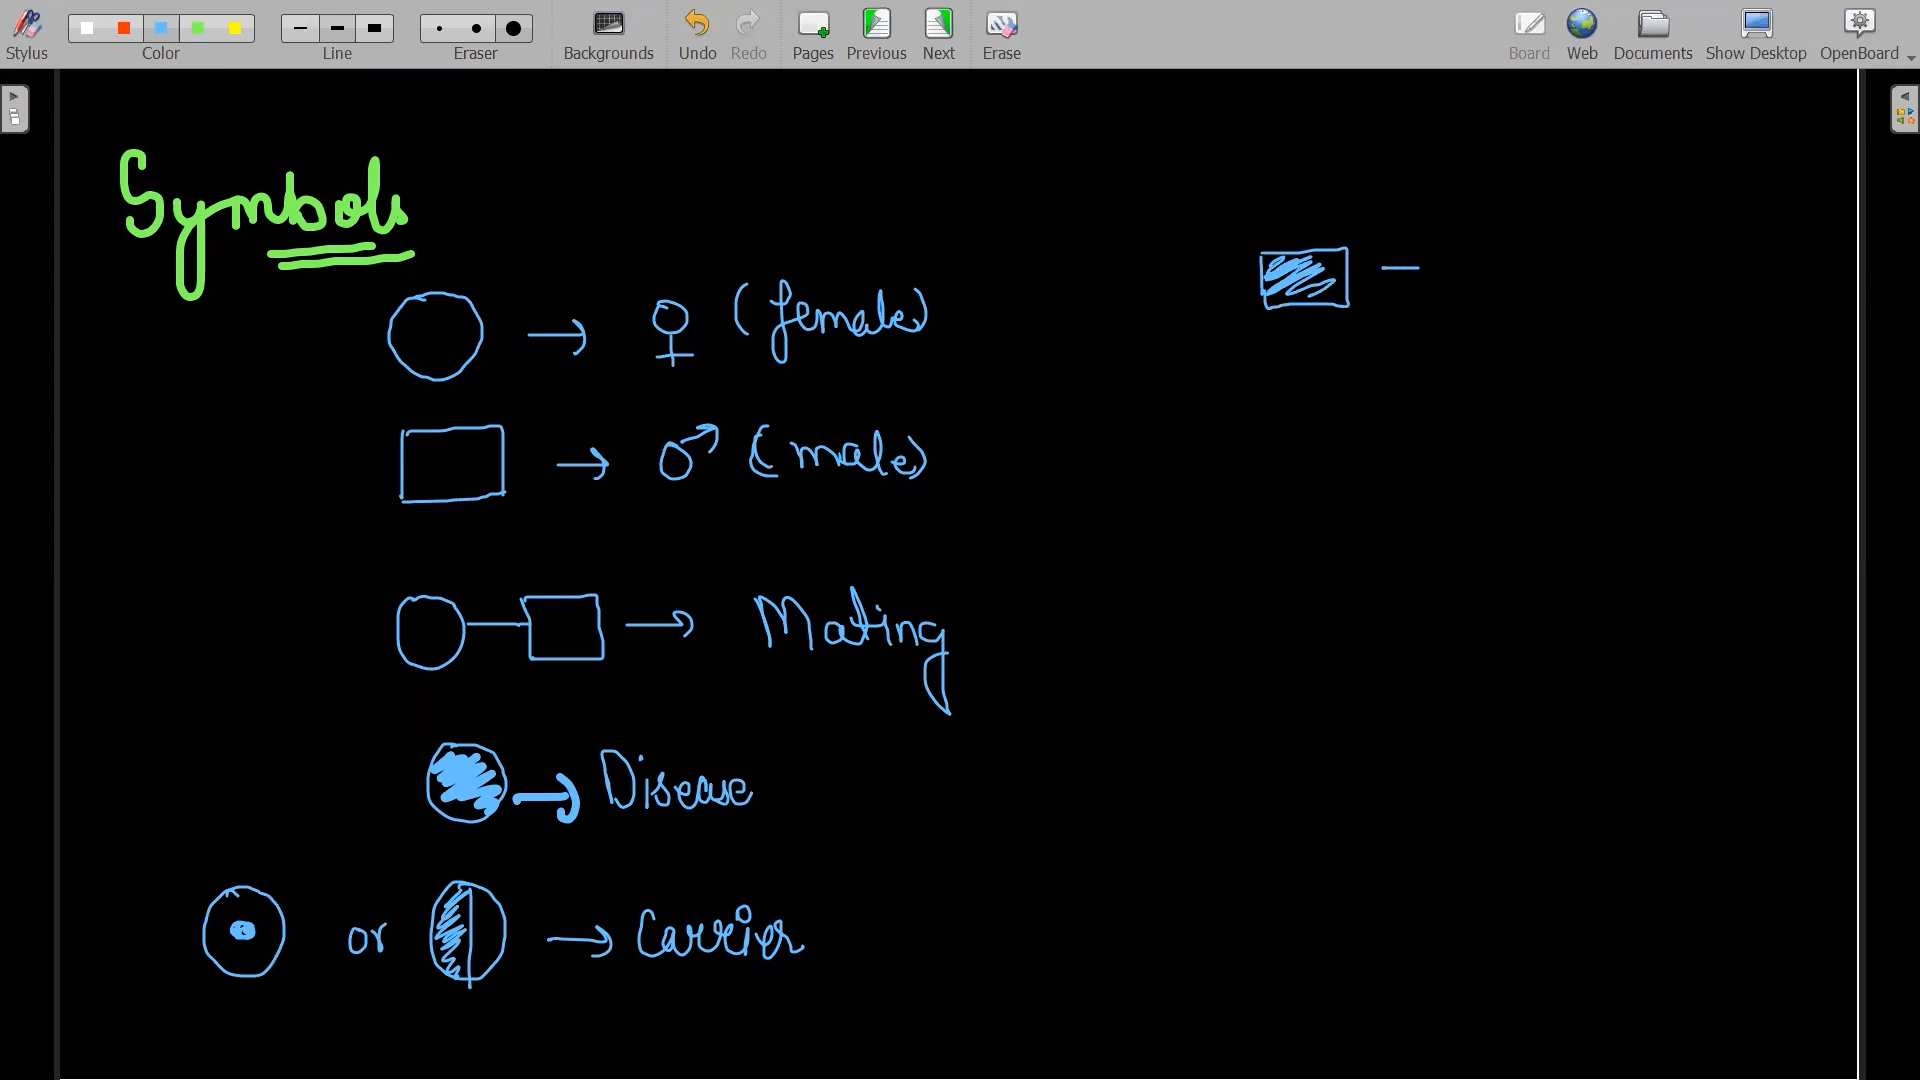 Stylus Color Line Eraser Backgrounds Undo Redo Pages Previous Next Erase Board Web Documents Show Desktop OpenBoard
Symbols
→ ♀ (female)
→ ♂ (male)
→ Mating
→ Disease
or → Carrier